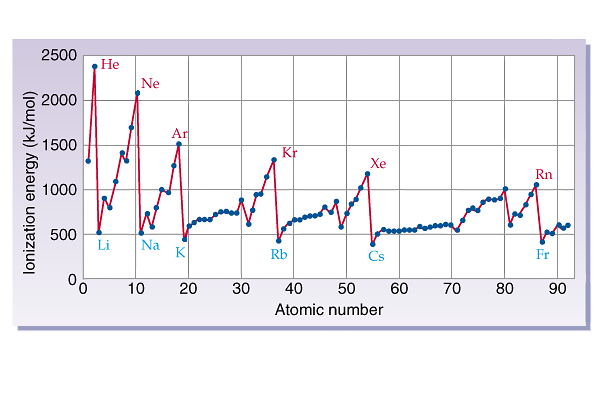 Ionization energy (kJ/mol)
2500
2000
1500
1000
500
0
He
Ne
Ar
Kr
Xe
Rn
Li
Na
K
Rb
Cs
Fr
0 10 20 30 40 50 60 70 80 90
Atomic number